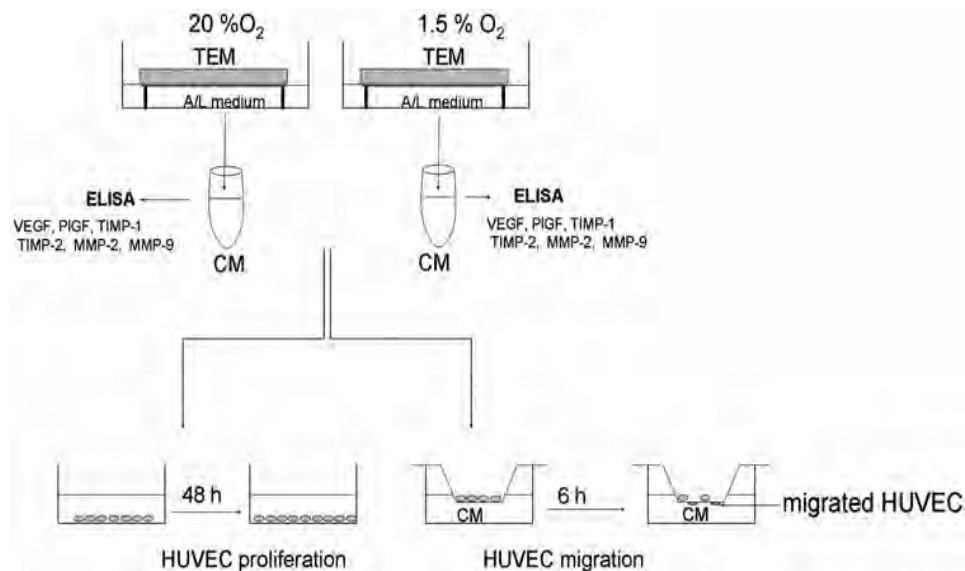 20 %O₂
1.5 % O₂
TEM
TEM
A/L medium
A/L medium
ELISA
ELISA
VEGF, PlGF, TIMP-1
TIMP-2, MMP-2, MMP-9
VEGF, PlGF, TIMP-1
TIMP-2, MMP-2, MMP-9
CM
CM
48 h
CM
6 h
CM
migrated HUVEC
HUVEC proliferation
HUVEC migration